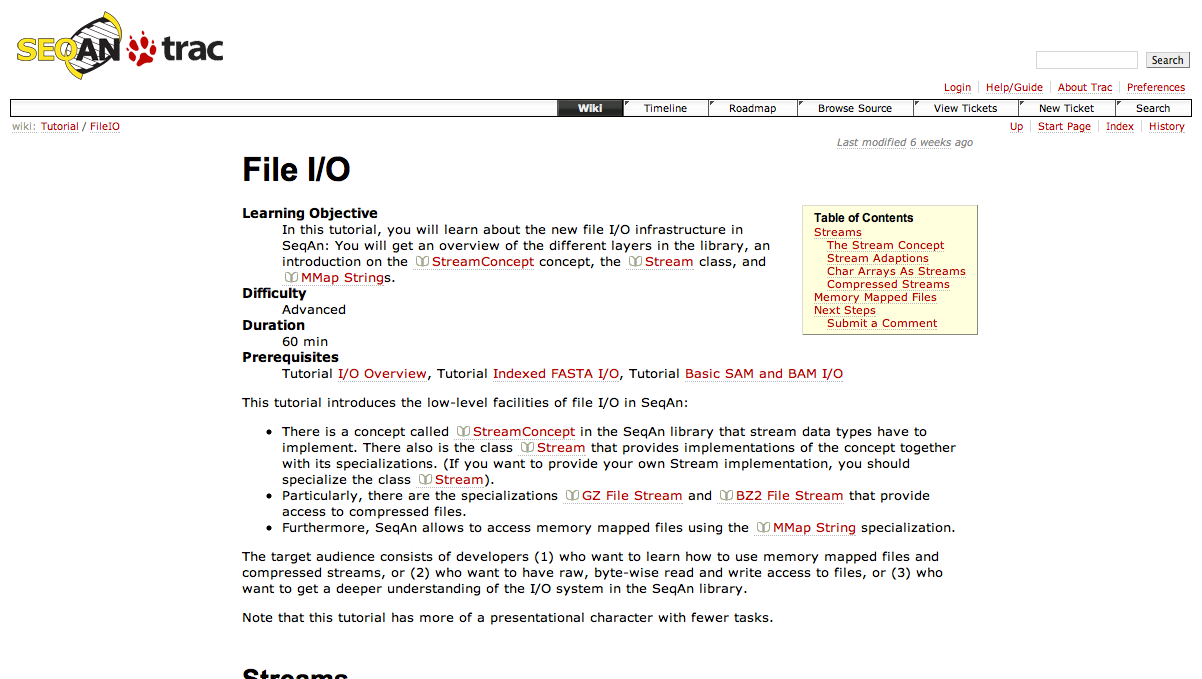 SEQAN trac
Search
Login Help/Guide About Trac Preferences
Wiki Timeline Roadmap Browse Source View Tickets New Ticket Search
wiki: Tutorial / FileIO Up Start Page Index History
Last modified 6 weeks ago
File I/O
Learning Objective
In this tutorial, you will learn about the new file I/O infrastructure in
SeqAn: You will get an overview of the different layers in the library, an
introduction on the StreamConcept concept, the Stream class, and
MMap Strings.
Difficulty
Advanced
Duration
60 min
Prerequisites
Tutorial I/O Overview, Tutorial Indexed FASTA I/O, Tutorial Basic SAM and BAM I/O
Table of Contents
Streams
The Stream Concept
Stream Adaptions
Char Arrays As Streams
Compressed Streams
Memory Mapped Files
Next Steps
Submit a Comment
This tutorial introduces the low-level facilities of file I/O in SeqAn:
• There is a concept called StreamConcept in the SeqAn library that stream data types have to
implement. There also is the class Stream that provides implementations of the concept together
with its specializations. (If you want to provide your own Stream implementation, you should
specialize the class Stream).
• Particularly, there are the specializations GZ File Stream and BZ2 File Stream that provide
access to compressed files.
• Furthermore, SeqAn allows to access memory mapped files using the MMap String specialization.
The target audience consists of developers (1) who want to learn how to use memory mapped files and
compressed streams, or (2) who want to have raw, byte-wise read and write access to files, or (3) who
want to get a deeper understanding of the I/O system in the SeqAn library.
Note that this tutorial has more of a presentational character with fewer tasks.
Streams